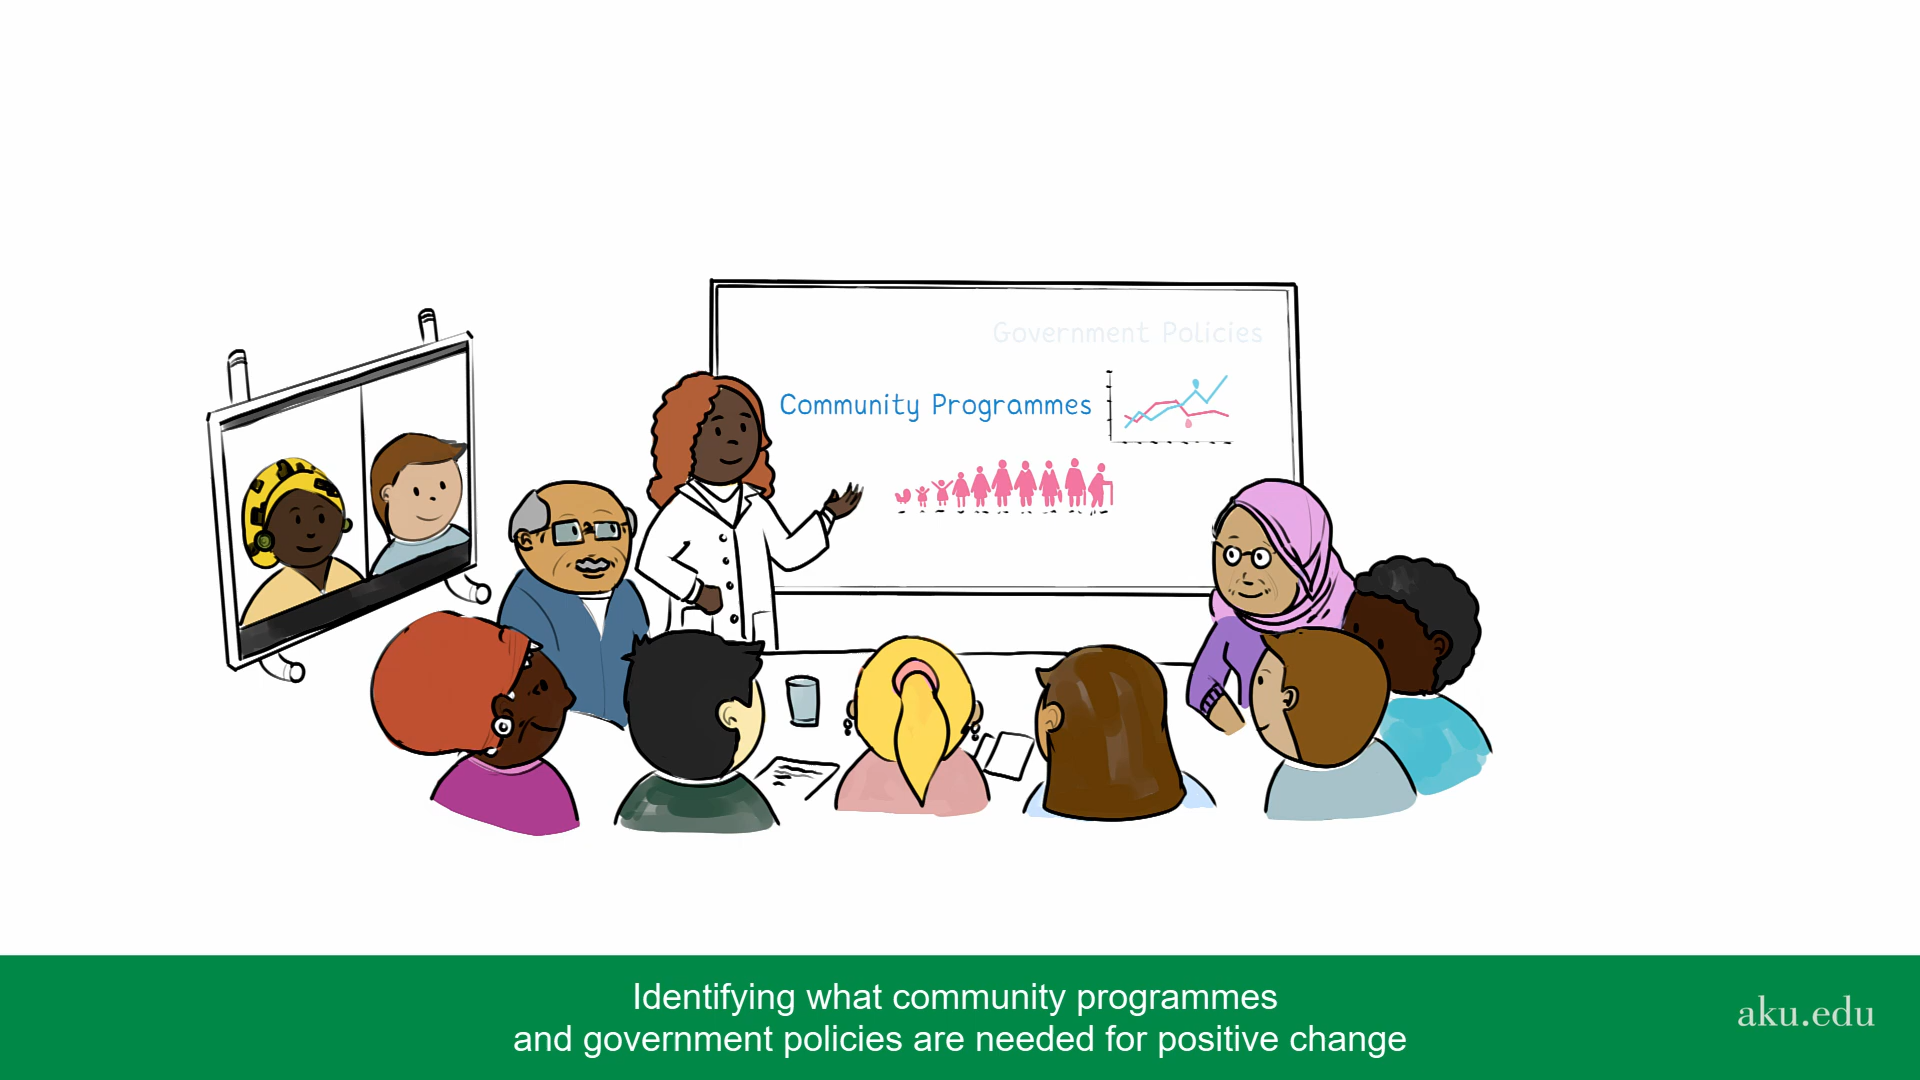 Government Policies
Community Programmes
Identifying what community programmes
and government policies are needed for positive change
aku.edu